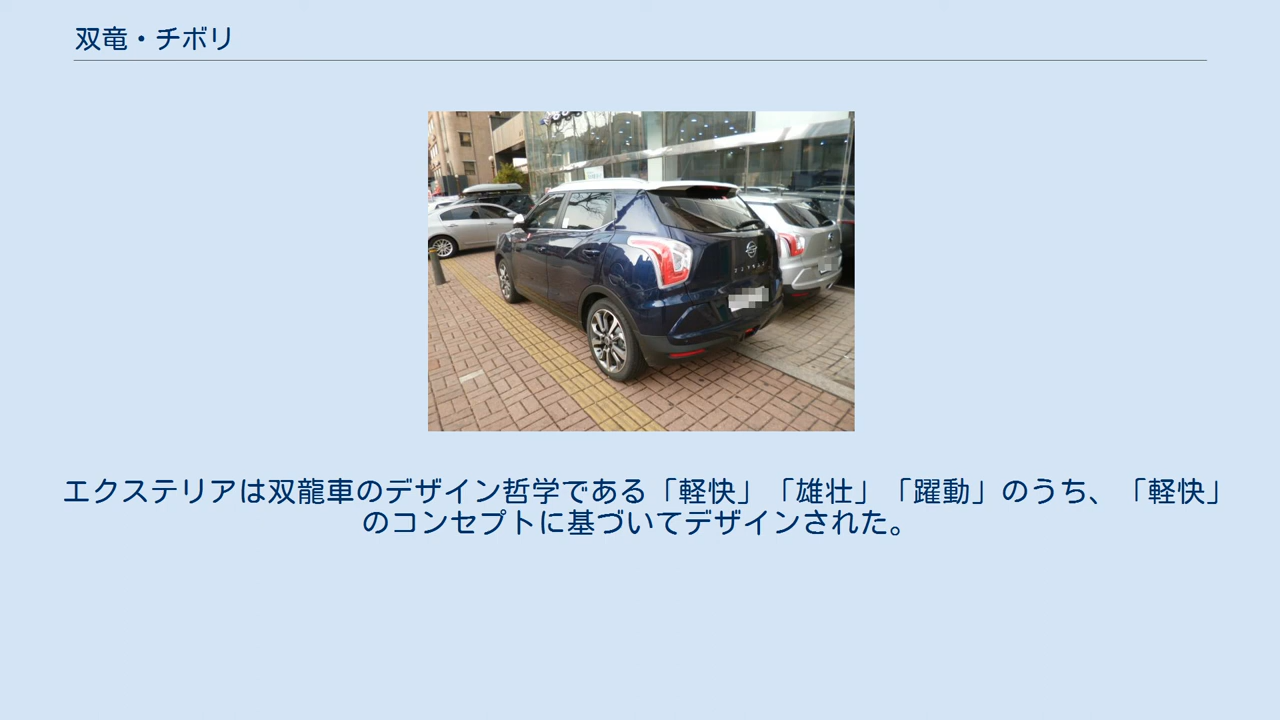 双竜・チボリ
エクステリアは双龍車のデザイン哲学である「軽快」「雄壮」「躍動」のうち、「軽快」
のコンセプトに基づいてデザインされた。